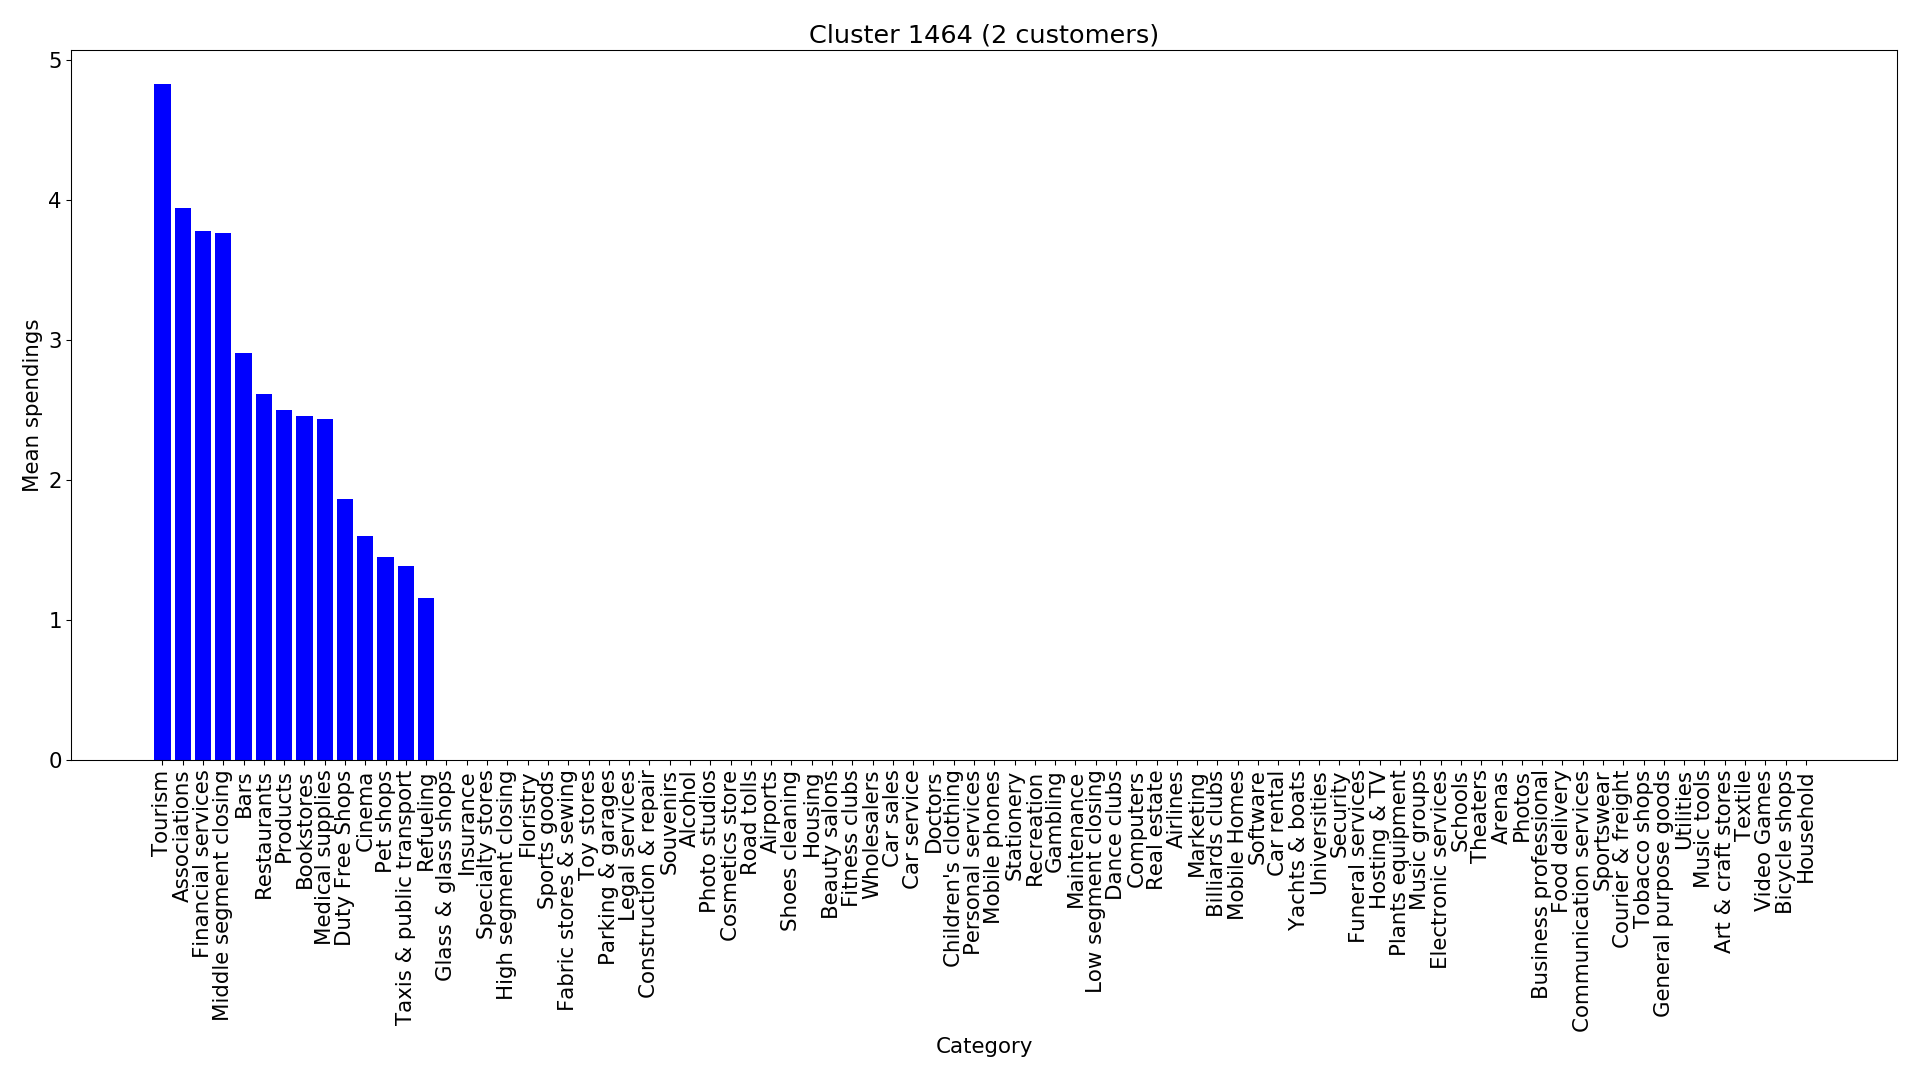 Cluster 1464 (2 customers)
Mean spendings
5
4
3
2
1
0
Tourism
Associations
Financial services
Middle segment closing
Bars
Restaurants
Products
Bookstores
Medical supplies
Duty Free Shops
Cinema
Pet shops
Taxis & public transport
Refueling
Glass & glass shops
Insurance
Specialty stores
High segment closing
Floristry
Sports goods
Fabric stores & sewing
Toy stores
Parking & garages
Legal services
Construction & repair
Souvenirs
Alcohol
Photo studios
Cosmetics store
Road tolls
Airports
Shoes cleaning
Housing
Beauty salons
Fitness clubs
Wholesalers
Car sales
Car service
Doctors
Children's clothing
Personal services
Mobile phones
Stationery
Recreation
Gambling
Maintenance
Low segment closing
Dance clubs
Computers
Real estate
Airlines
Marketing
Billiards clubs
Mobile Homes
Software
Car rental
Yachts & boats
Universities
Security
Funeral services
Hosting & TV
Plants equipment
Music groups
Electronic services
Schools
Theaters
Arenas
Photos
Business professional
Food delivery
Communication services
Sportswear
Courier & freight
Tobacco shops
General purpose goods
Utilities
Music tools
Art & craft stores
Textile
Video Games
Bicycle shops
Household
Category